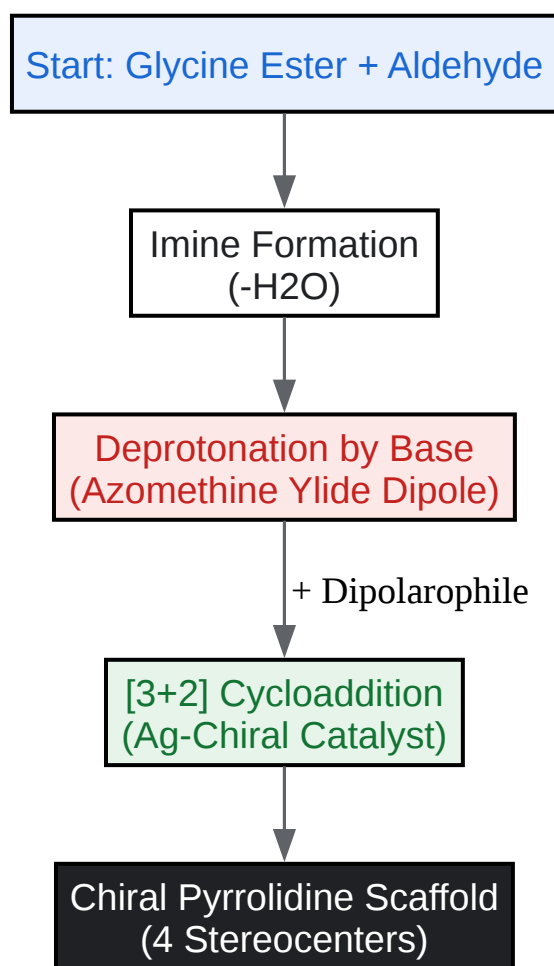 Start: Glycine Ester + Aldehyde
Imine Formation
(-H2O)
Deprotonation by Base
(Azomethine Ylide Dipole)
+ Dipolarophile
[3+2] Cycloaddition
(Ag-Chiral Catalyst)
Chiral Pyrrolidine Scaffold
(4 Stereocenters)